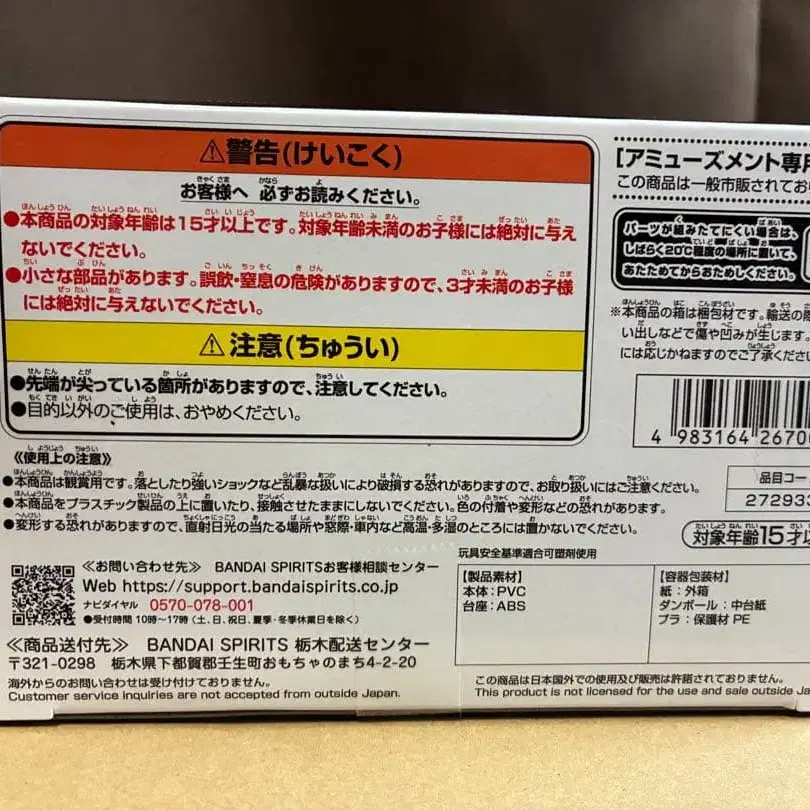 ⚠警告(けいこく)
お客様へ 必ずお読みください。
●本商品の対象年齢は15才以上です。対象年齢未満のお子様には絶対に与え
ないでください。
●小さな部品があります。誤飲・窒息の危険がありますので、3才未満のお子様
には絶対に与えないでください。
⚠注意(ちゅうい)
●先端が尖っている箇所がありますので、注意してください。
●目的以外のご使用は、おやめください。
≪使用上の注意≫
●本商品は観賞用です。落としたり強いショックなど乱暴な扱いにより破損する恐れがありますので、お取り扱いにはご注意ください。
●本商品をプラスチック製品の上に置いたり、接触させたままにしないでください。色の付着や変形などの恐れがあります。
●変形する恐れがありますので、直射日光の当たる場所や窓際・車内など高温・多湿のところには置かないでください。
≪お問い合わせ先≫ BANDAI SPIRITSお客様相談センター
Web https://support.bandaispirits.co.jp
ナビダイヤル 0570-078-001
●受付時間 10時～17時(土、日、祝日、夏季・冬季休業日を除く)
≪商品送付先≫ BANDAI SPIRITS 栃木配送センター
〒321-0298 栃木県下都賀郡壬生町おもちゃのまち4-2-20
海外からのお問い合わせは受け付けておりません。
Customer service inquiries are not accepted from outside Japan.
[アミューズメント専用
この商品は一般市販されてお
パーツが組みたてにくい場合は、
しばらく20℃程度の場所に置いて、
あたためてからおためしください。
※本商品の箱は梱包材です。輸送の際
い出しなどで傷や凹みが生じます。
には応じかねますのでご了承くださ
4 983164 26706
品目コー
272933
対象年齢15才以
玩具安全基準適合可塑剤使用
【製品素材】
本体:PVC
台座:ABS
【容器包装材】
紙:外箱
ダンボール:中台紙
プラ:保護材 PE
この商品は日本国外での使用及び販売は許諾されておりませ
This product is not licensed for the use and sale outside Ja